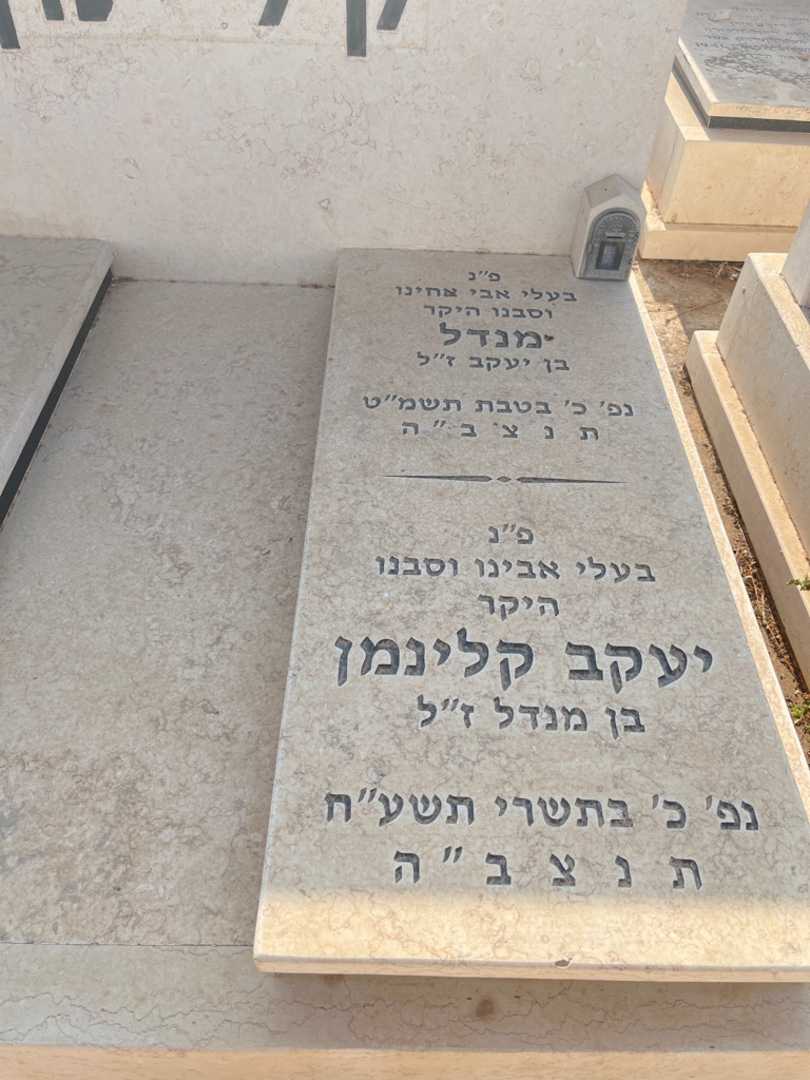 פ״נ
בעלי אבי אחינו
וסבנו היקר
מנדל
בן יעקב ז״ל
נפ׳ כ׳ בטבת תשמ״ט
ת נ צ ב ״ ה
פ״נ
בעלי אבינו וסבנו
היקר
יעקב קלינמן
בן מנדל ז״ל
נפ׳ כ׳ בתשרי תשע״ח
ת נ צ ב ״ ה